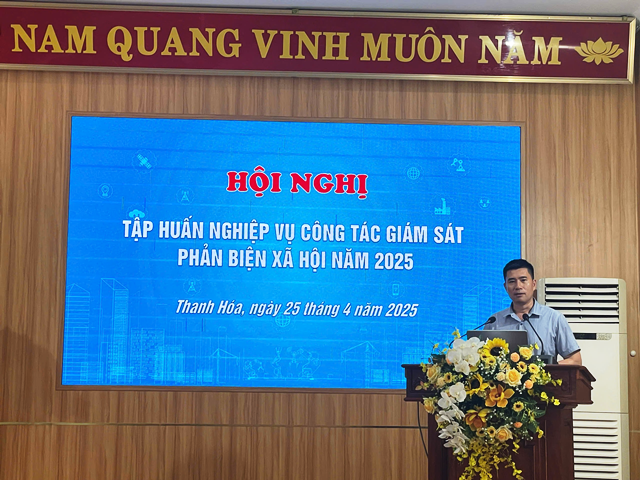 NAM QUANG VINH MUÔN NĂM
HỘI NGHỊ
TẬP HUẤN NGHIỆP VỤ CÔNG TÁC GIÁM SÁT
PHẢN BIỆN XÃ HỘI NĂM 2025
Thanh Hóa, ngày 25 tháng 4 năm 2025